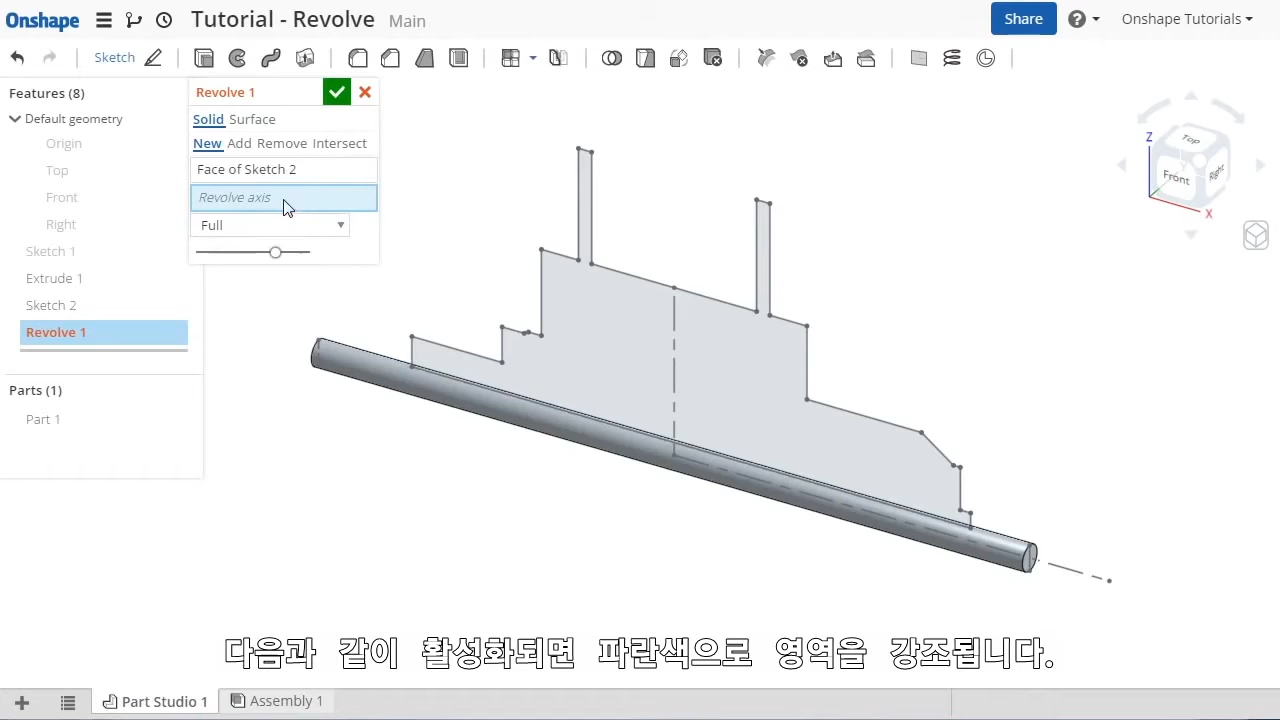 Onshape Tutorial - Revolve Main Share ? Onshape Tutorials
Sketch
Features (8)
Default geometry
Origin
Top
Front
Right
Sketch 1
Extrude 1
Sketch 2
Revolve 1
Parts (1)
Part 1
Revolve 1
Solid Surface
New Add Remove Intersect
Face of Sketch 2
Revolve axis
Full
Z
Top
Front
Right
X
다음과 같이 활성화되면 파란색으로 영역을 강조됩니다.
Part Studio 1 Assembly 1